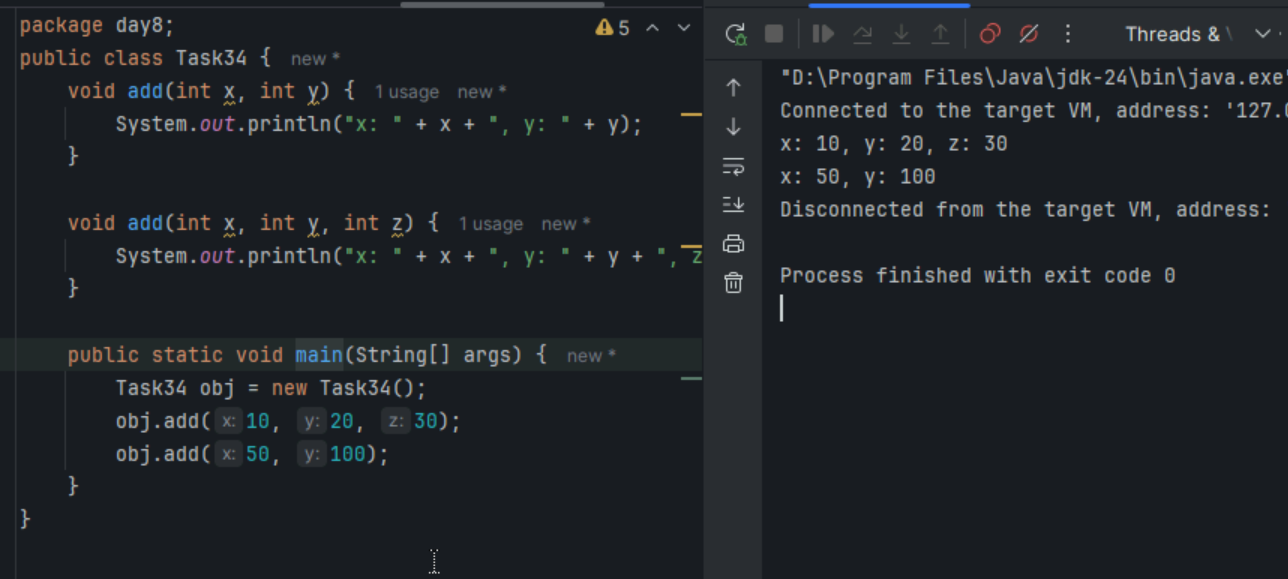 package day8;
5
public class Task34 {  new *
    void add(int x, int y) {  1 usage  new *
        System.out.println("x: " + x + ", y: " + y);
    }
    void add(int x, int y, int z) {  1 usage  new *
        System.out.println("x: " + x + ", y: " + y + ", z
    }
    public static void main(String[] args) {  new *
        Task34 obj = new Task34();
        obj.add( x: 10,  y: 20,  z: 30);
        obj.add( x: 50,  y: 100);
    }
}
Threads &
"D:\Program Files\Java\jdk-24\bin\java.exe"
Connected to the target VM, address: '127.0
x: 10, y: 20, z: 30
x: 50, y: 100
Disconnected from the target VM, address:
Process finished with exit code 0